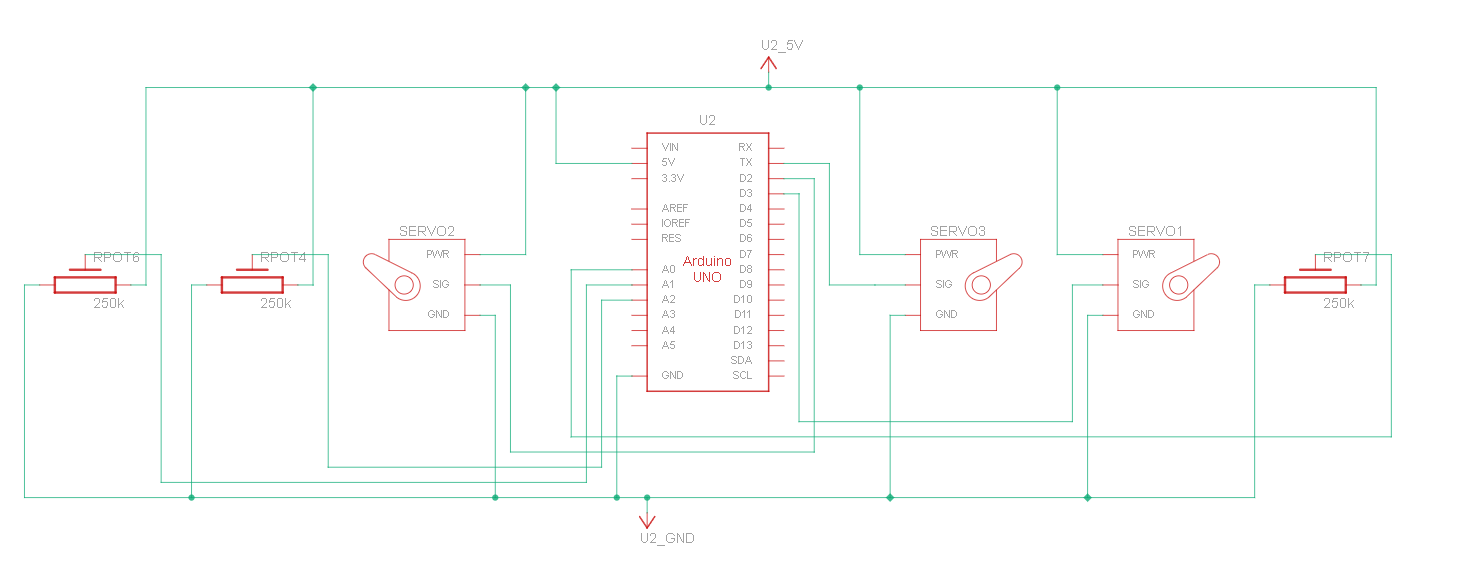 U2_5V
U2
VIN
5V
3.3V
AREF
IOREF
RES
A0
A1
A2
A3
A4
A5
GND
RX
TX
D2
D3
D4
D5
D6
D7
D8
D9
D10
D11
D12
D13
SDA
SCL
Arduino
UNO
RPOT6
250k
RPOT4
250k
SERVO2
PWR
SIG
GND
SERVO3
PWR
SIG
GND
SERVO1
PWR
SIG
GND
RPOT7
250k
U2_GND